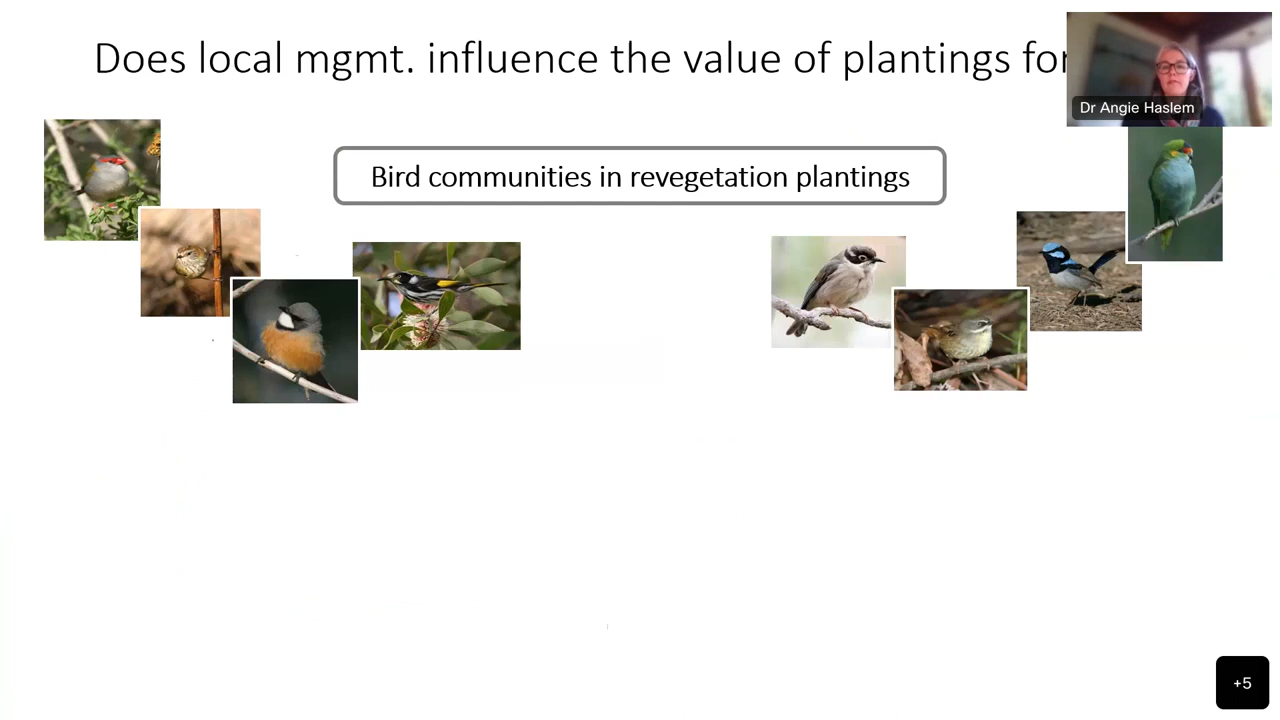 Does local mgmt. influence the value of plantings for
Dr Angie Haslem
Bird communities in revegetation plantings
+5